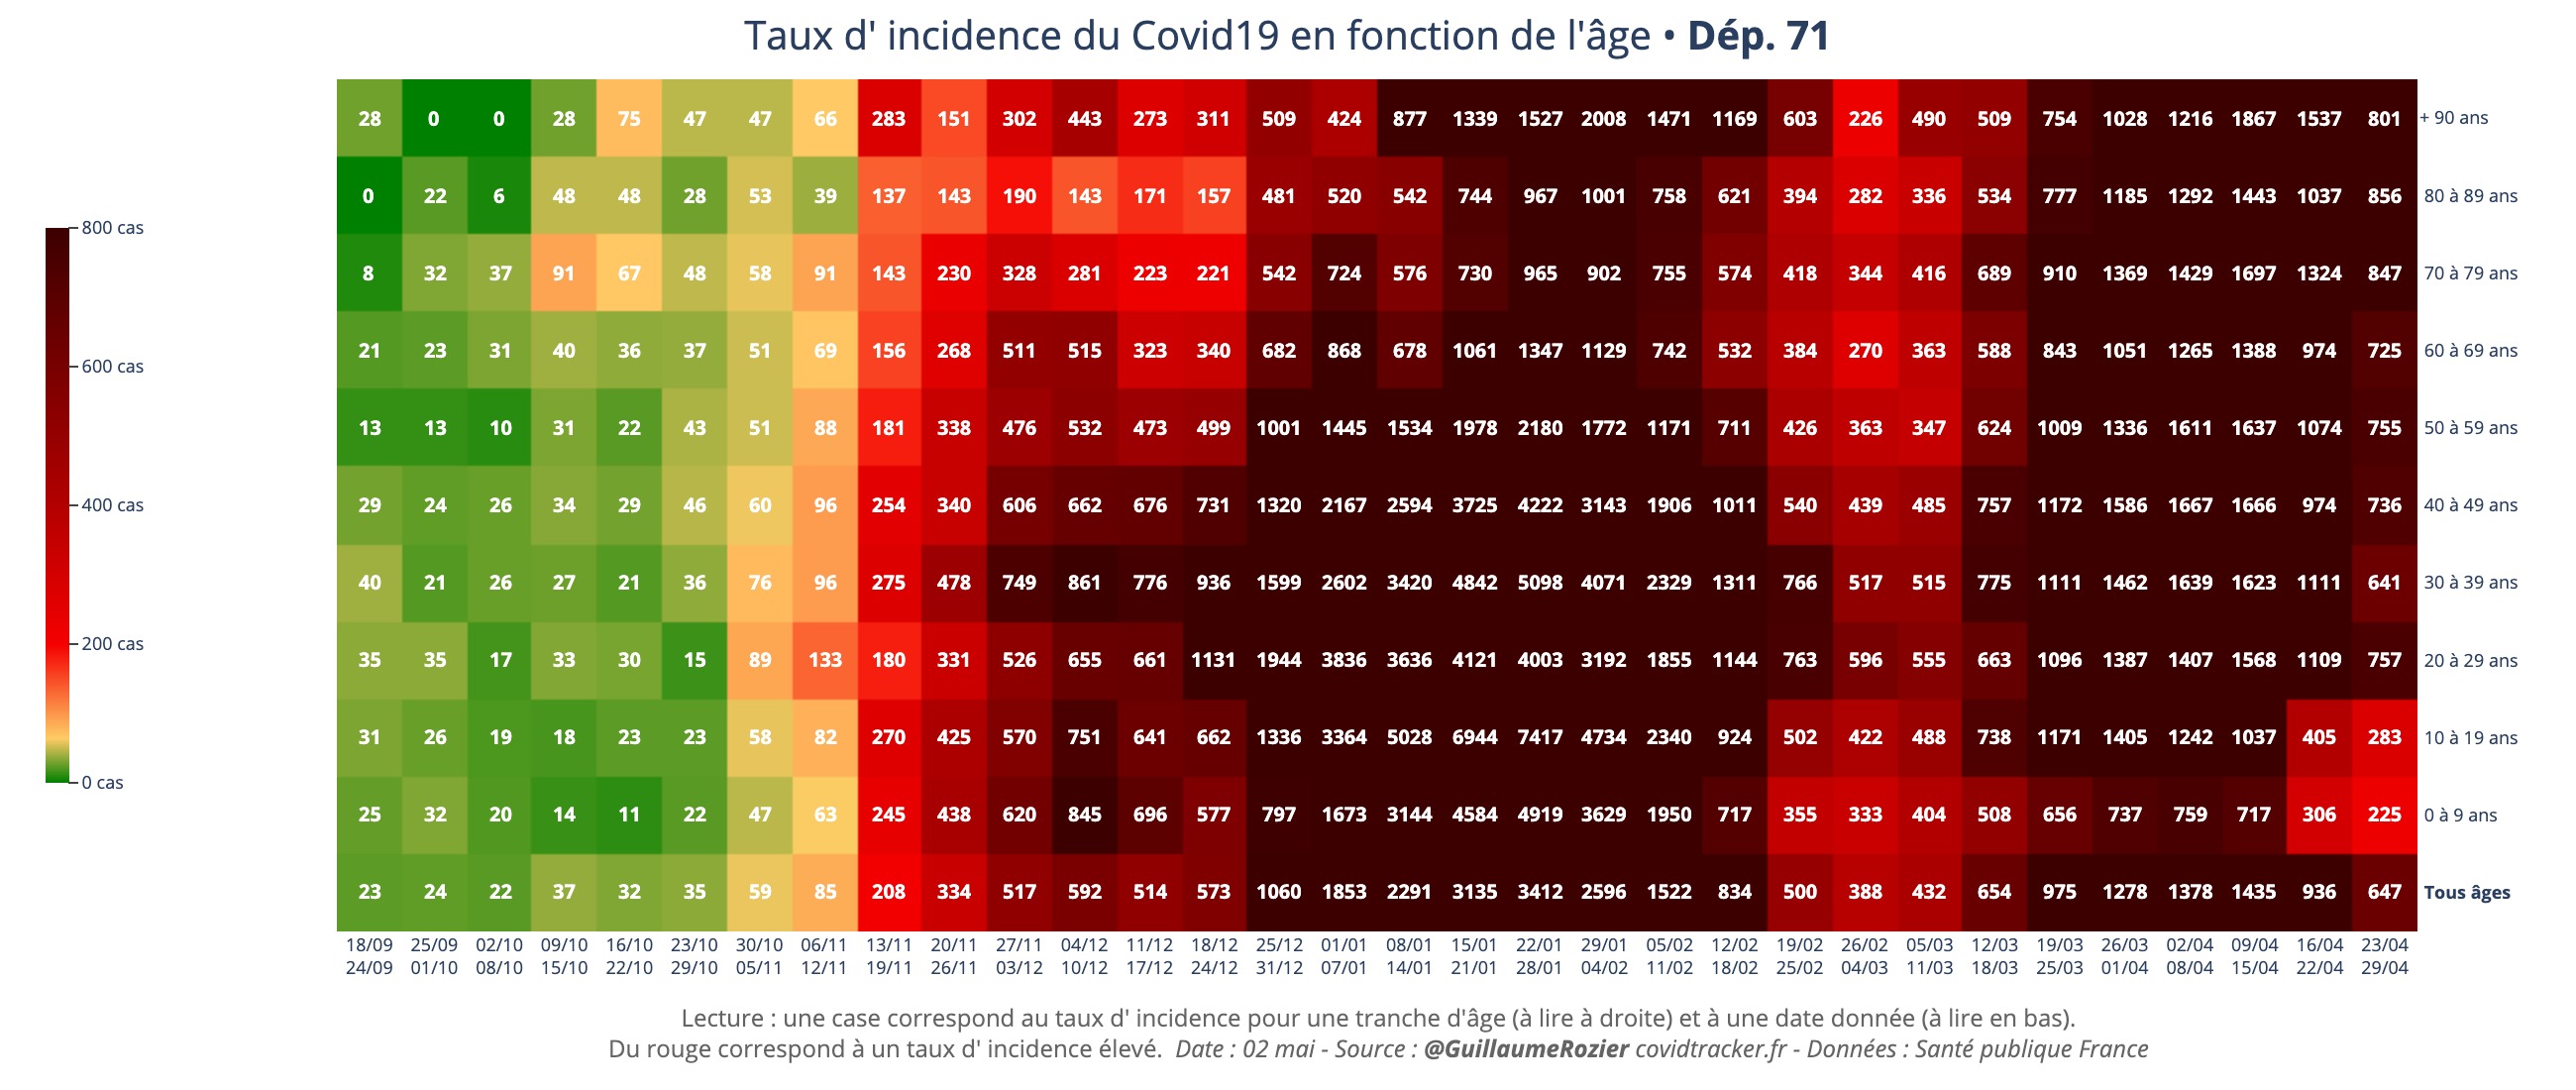 Taux d' incidence du Covid19 en fonction de l'âge • Dép. 71
28 0 0 28 75 47 47 66 283 151 302 443 273 311 509 424 877 1339 1527 2008 1471 1169 603 226 490 509 754 1028 1216 1867 1537 801 + 90 ans
0 22 6 48 48 28 53 39 137 143 190 143 171 157 481 520 542 744 967 1001 758 621 394 282 336 534 777 1185 1292 1443 1037 856 80 à 89 ans
800 cas
8 32 37 91 67 48 58 91 143 230 328 281 223 221 542 724 576 730 965 902 755 574 418 344 416 689 910 1369 1429 1697 1324 847 70 à 79 ans
21 23 31 40 36 37 51 69 156 268 511 515 323 340 682 868 678 1061 1347 1129 742 532 384 270 363 588 843 1051 1265 1388 974 725 60 à 69 ans
600 cas
13 13 10 31 22 43 51 88 181 338 476 532 473 499 1001 1445 1534 1978 2180 1772 1171 711 426 363 347 624 1009 1336 1611 1637 1074 755 50 à 59 ans
400 cas
29 24 26 34 29 46 60 96 254 340 606 662 676 731 1320 2167 2594 3725 4222 3143 1906 1011 540 439 485 757 1172 1586 1667 1666 974 736 40 à 49 ans
40 21 26 27 21 36 76 96 275 478 749 861 776 936 1599 2602 3420 4842 5098 4071 2329 1311 766 517 515 775 1111 1462 1639 1623 1111 641 30 à 39 ans
200 cas
35 35 17 33 30 15 89 133 180 331 526 655 661 1131 1944 3836 3636 4121 4003 3192 1855 1144 763 596 555 663 1096 1387 1407 1568 1109 757 20 à 29 ans
31 26 19 18 23 23 58 82 270 425 570 751 641 662 1336 3364 5028 6944 7417 4734 2340 924 502 422 488 738 1171 1405 1242 1037 405 283 10 à 19 ans
0 cas
25 32 20 14 11 22 47 63 245 438 620 845 696 577 797 1673 3144 4584 4919 3629 1950 717 355 333 404 508 656 737 759 717 306 225 0 à 9 ans
23 24 22 37 32 35 59 85 208 334 517 592 514 573 1060 1853 2291 3135 3412 2596 1522 834 500 388 432 654 975 1278 1378 1435 936 647 Tous âges
18/09 25/09 02/10 09/10 16/10 23/10 30/10 06/11 13/11 20/11 27/11 04/12 11/12 18/12 25/12 01/01 08/01 15/01 22/01 29/01 05/02 12/02 19/02 26/02 05/03 12/03 19/03 26/03 02/04 09/04 16/04 23/04
24/09 01/10 08/10 15/10 22/10 29/10 05/11 12/11 19/11 26/11 03/12 10/12 17/12 24/12 31/12 07/01 14/01 21/01 28/01 04/02 11/02 18/02 25/02 04/03 11/03 18/03 25/03 01/04 08/04 15/04 22/04 29/04
Lecture : une case correspond au taux d' incidence pour une tranche d'âge (à lire à droite) et à une date donnée (à lire en bas).
Du rouge correspond à un taux d' incidence élevé. Date : 02 mai - Source : @GuillaumeRozier covidtracker.fr - Données : Santé publique France